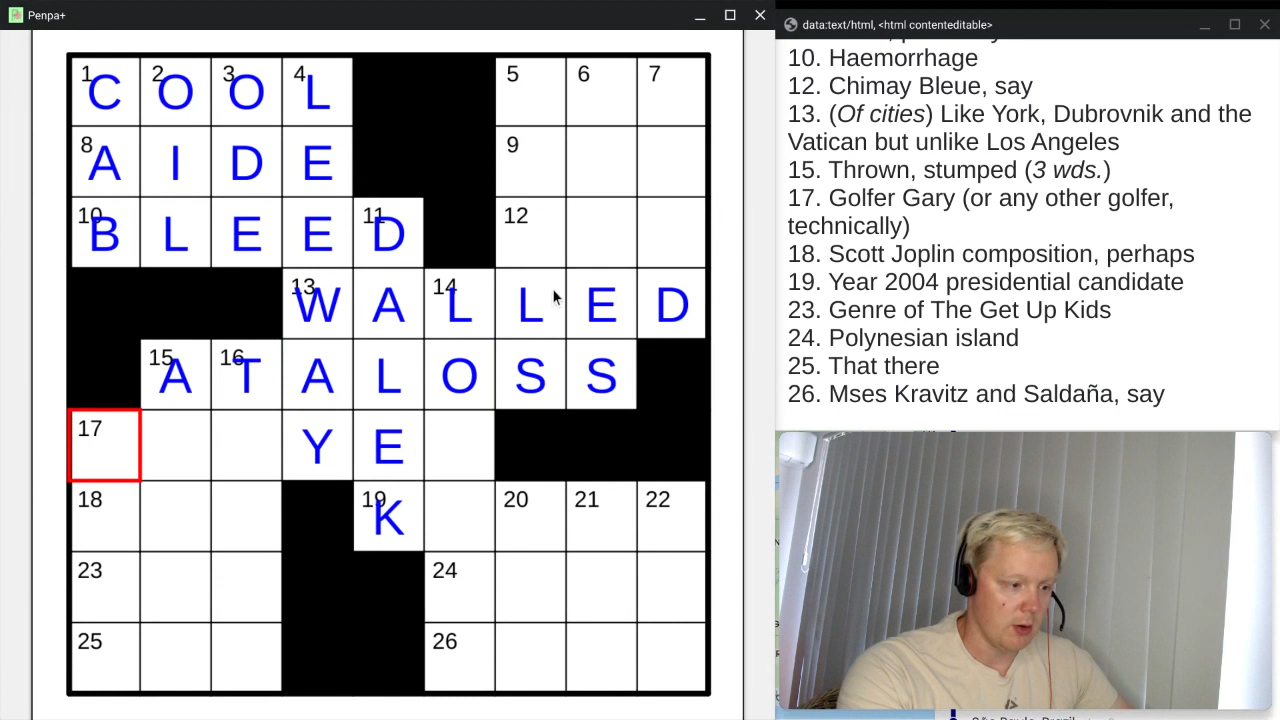 Penpa+
data:text/html, <html contenteditable>
1 C 2 O 3 O 4 L 5 6 7
8 A I D E 9
10 B L E E 11 D 12
13 W A 14 L L E D
15 A 16 T A L O S S
17 Y E
18 19 K 20 21 22
23 24
25 26
10. Haemorrhage
12. Chimay Bleue, say
13. (Of cities) Like York, Dubrovnik and the
Vatican but unlike Los Angeles
15. Thrown, stumped (3 wds.)
17. Golfer Gary (or any other golfer,
technically)
18. Scott Joplin composition, perhaps
19. Year 2004 presidential candidate
23. Genre of The Get Up Kids
24. Polynesian island
25. That there
26. Mses Kravitz and Saldaña, say